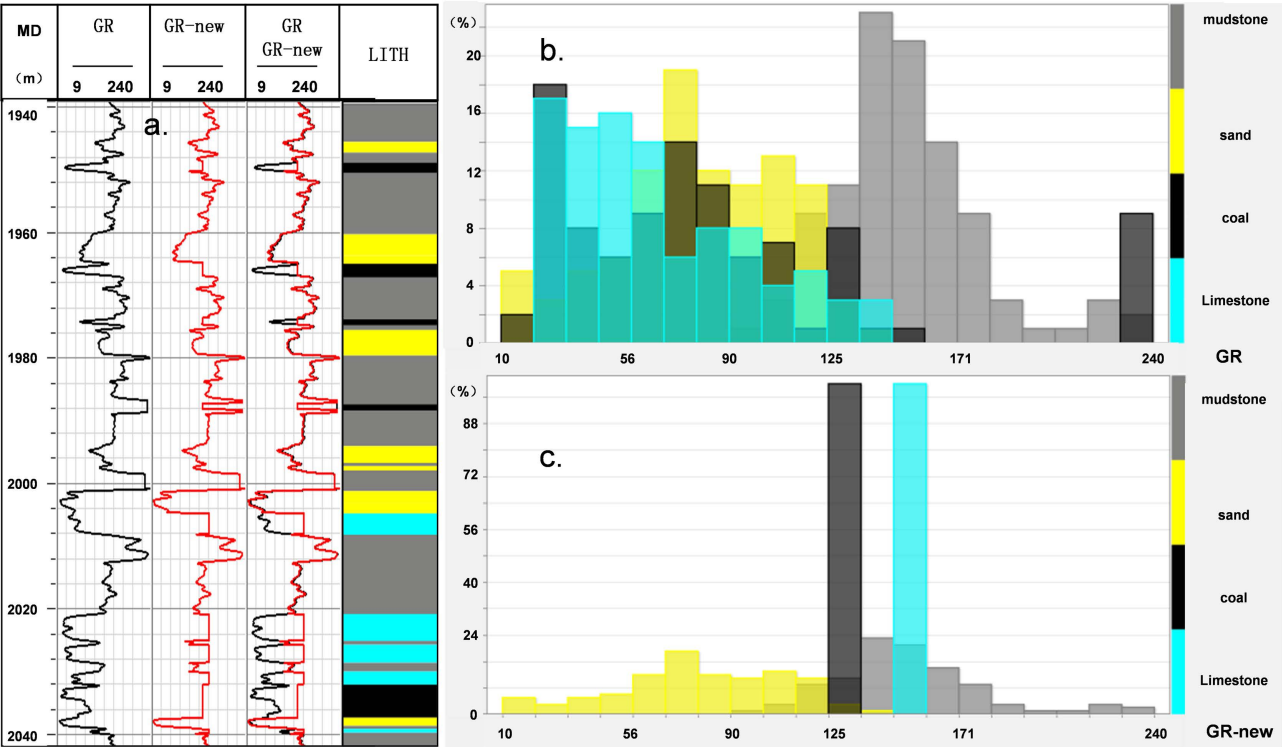 MD
(m)
GR
9 240
GR-new
9 240
GR
GR-new
9 240
LITH
a.
1940
1960
1980
2000
2020
2040
(%)
b.
20
16
12
8
4
0
10 56 90 125 171 240
GR
mudstone
sand
coal
Limestone
(%)
c.
88
72
56
40
24
0
10 56 90 125 171 240
GR-new
mudstone
sand
coal
Limestone